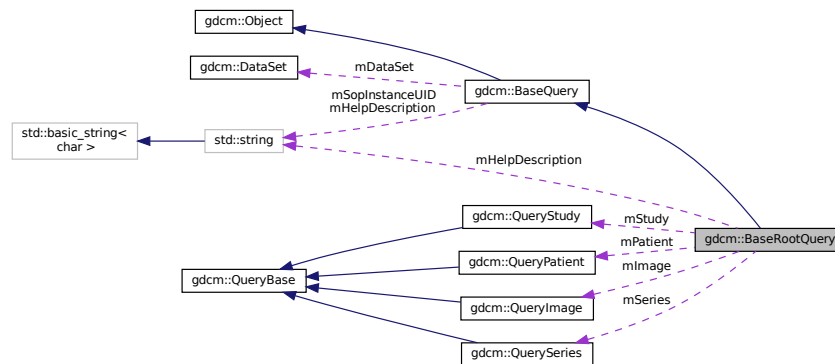 gdcm::Object
gdcm::DataSet
mDataSet
gdcm::BaseQuery
mSopInstanceUID
mHelpDescription
std::basic_string<
char >
std::string
mHelpDescription
gdcm::QueryStudy
mStudy
gdcm::BaseRootQuery
mPatient
gdcm::QueryPatient
mImage
gdcm::QueryBase
mSeries
gdcm::QueryImage
gdcm::QuerySeries